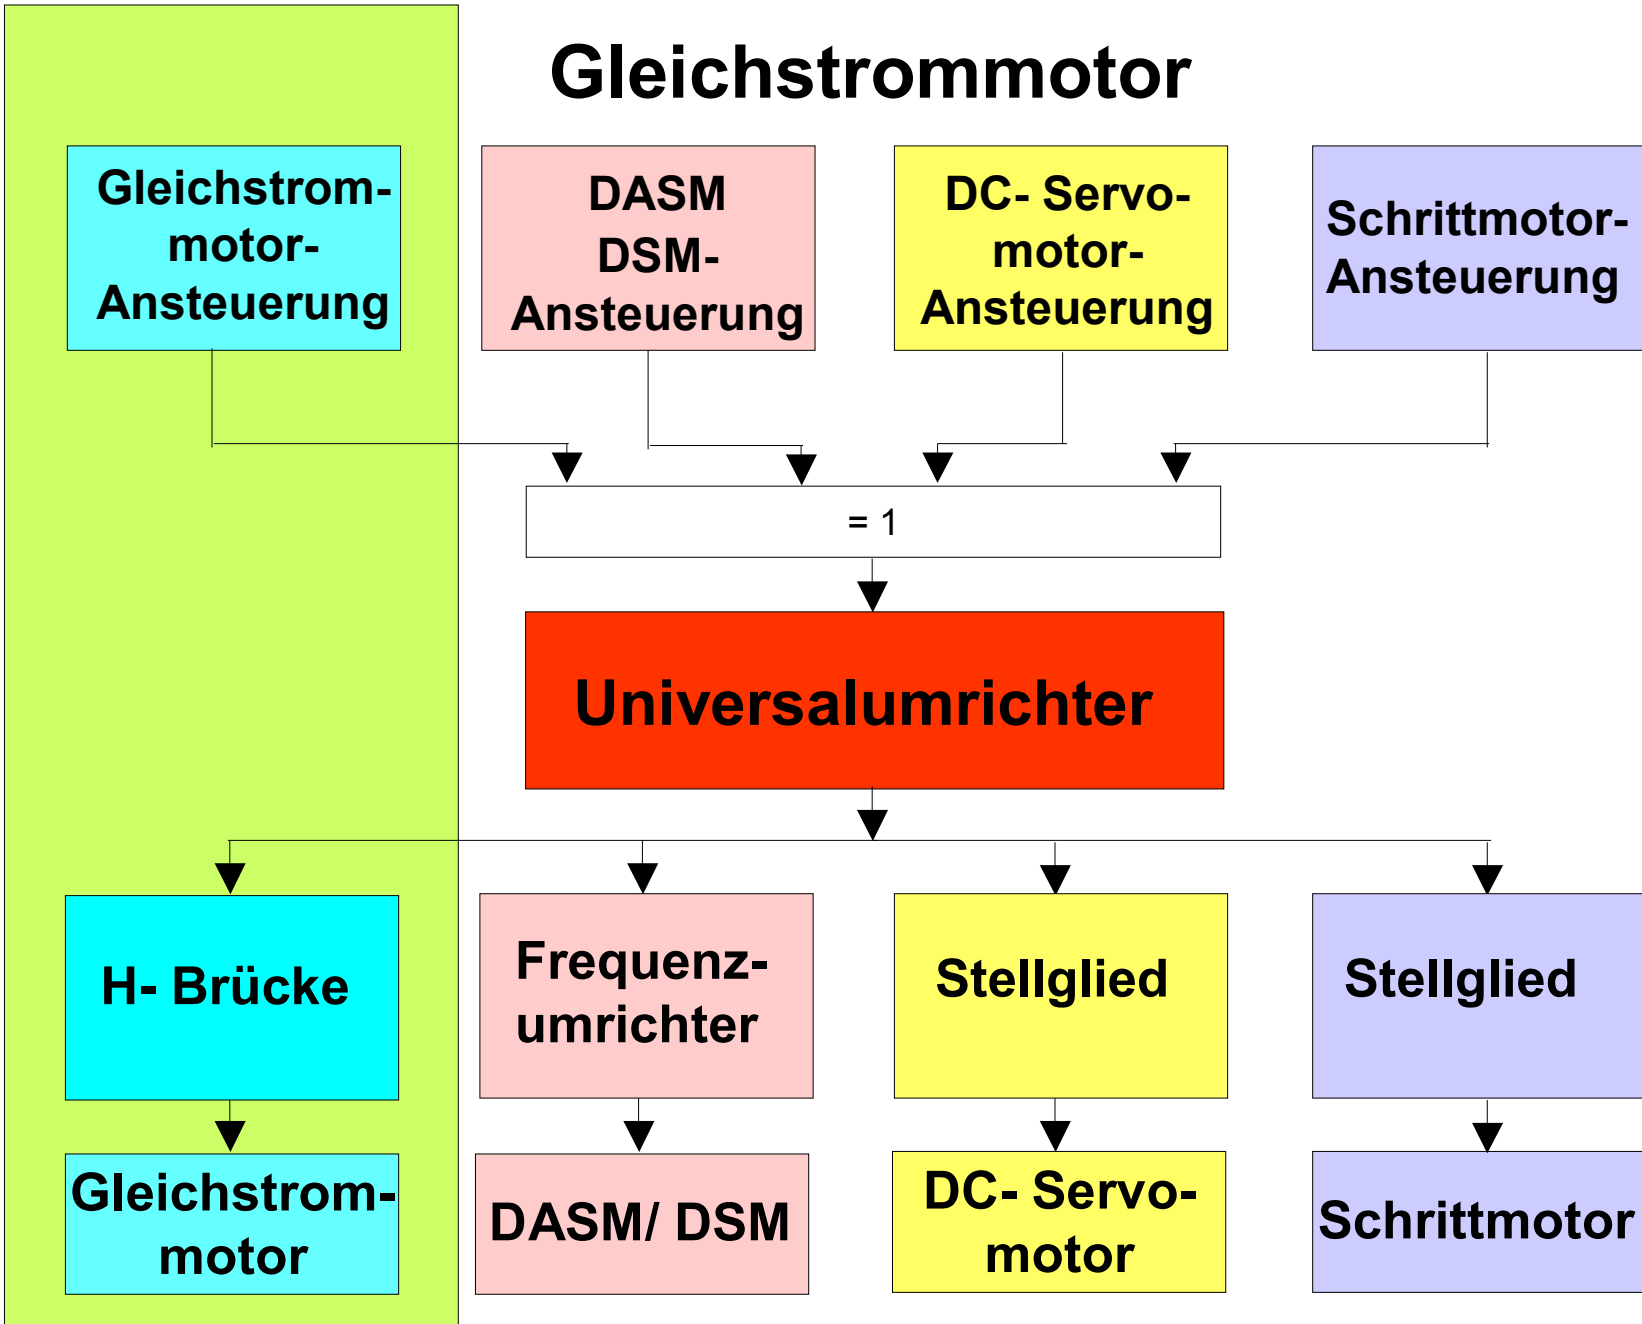 Gleichstrommotor
Gleichstrom-
motor-
Ansteuerung
DASM
DSM-
Ansteuerung
DC- Servo-
motor-
Ansteuerung
Schrittmotor-
Ansteuerung
= 1
Universalumrichter
H- Brücke
Frequenz-
umrichter
Stellglied
Stellglied
Gleichstrom-
motor
DASM/ DSM
DC- Servo-
motor
Schrittmotor